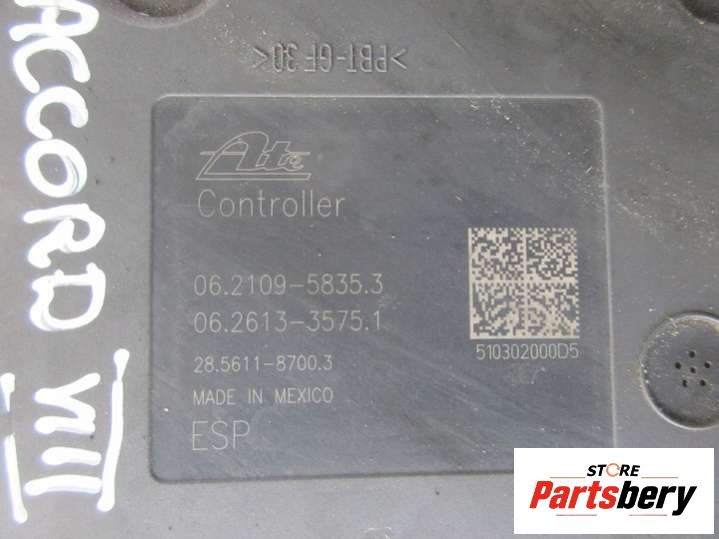 ACCORD VIII
>PBT-GF30<
Ate
Controller
06.2109-5835.3
06.2613-3575.1
28.5611-8700.3
MADE IN MEXICO
ESP
510302000D5
STORE
Partsbery